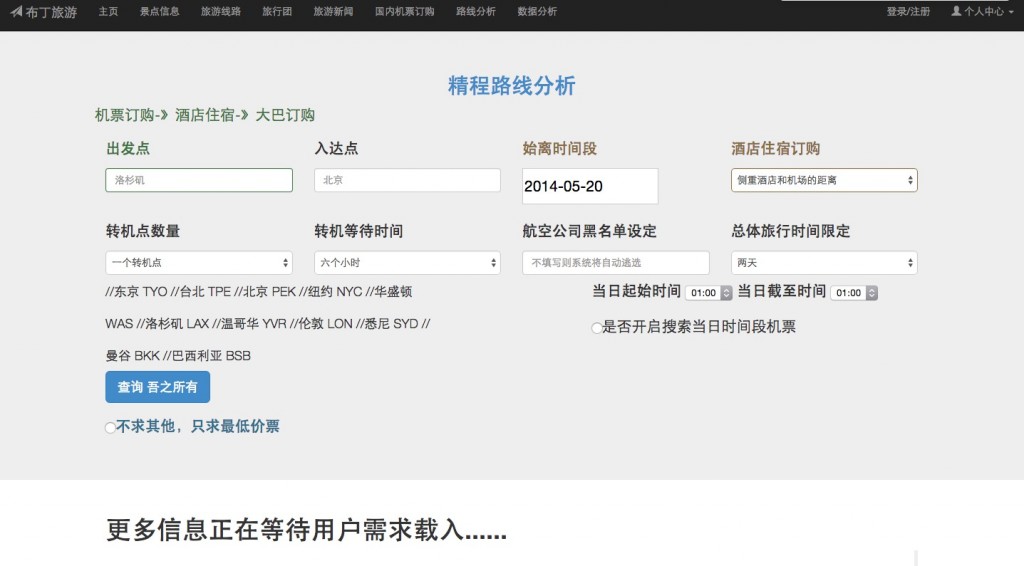 布丁旅游 主页 景点信息 旅游线路 旅行团 旅游新闻 国内机票订购 路线分析 数据分析 登录/注册 个人中心
精程路线分析
机票订购-》 酒店住宿-》 大巴订购
出发点 入达点 始离时间段 酒店住宿订购
洛杉矶 北京 2014-05-20 侧重酒店和机场的距离
转机点数量 转机等待时间 航空公司黑名单设定 总体旅行时间限定
一个转机点 六个小时 不填写则系统将自动遴选 两天
//东京 TYO //台北 TPE //北京 PEK //纽约 NYC //华盛顿 当日起始时间 01:00 当日截至时间 01:00
WAS //洛杉矶 LAX //温哥华 YVR //伦敦 LON //悉尼 SYD // 是否开启搜索当日时间段机票
曼谷 BKK //巴西利亚 BSB
查询 吾之所有
不求其他，只求最低价票
更多信息正在等待用户需求载入......